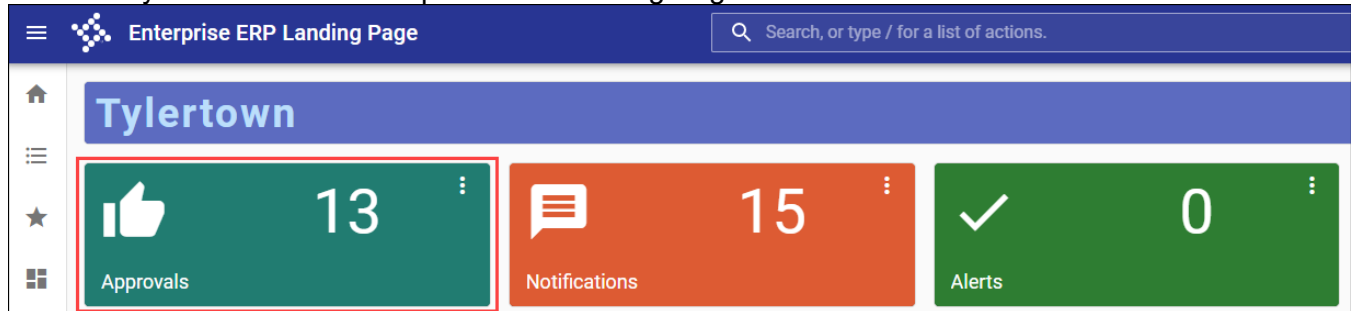 Enterprise ERP Landing Page
Search, or type / for a list of actions.
Tylertown
13
Approvals
15
Notifications
0
Alerts